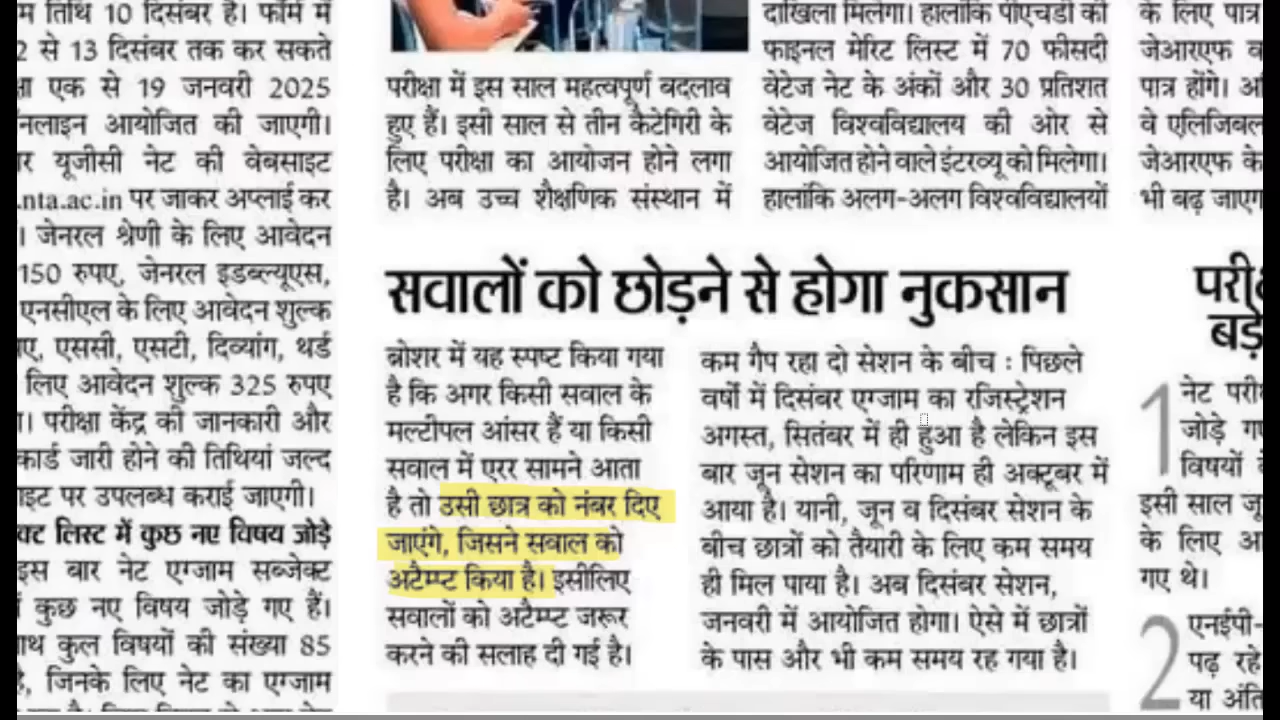 म तिथि 10 दिसंबर है। फॉर्म में
2 से 13 दिसंबर तक कर सकते
एक से 19 जनवरी 2025
नलाइन आयोजित की जाएगी।
र यूजीसी नेट की वेबसाइट
.nta.ac.in पर जाकर अप्लाई कर
। जेनरल श्रेणी के लिए आवेदन
150 रुपए, जेनरल इडब्ल्यूएस,
एनसीएल के लिए आवेदन शुल्क
ए, एससी, एसटी, दिव्यांग, थर्ड
लिए आवेदन शुल्क 325 रुपए
। परीक्षा केंद्र की जानकारी और
कार्ड जारी होने की तिथियां जल्द
इट पर उपलब्ध कराई जाएगी।
क्ट लिस्ट में कुछ नए विषय जोड़े
इस बार नेट एग्जाम सब्जेक्ट
कुछ नए विषय जोड़े गए हैं।
ाथ कुल विषयों की संख्या 85
है, जिनके लिए नेट का एग्जाम
परीक्षा में इस साल महत्वपूर्ण बदलाव
हुए हैं। इसी साल से तीन कैटेगिरी के
लिए परीक्षा का आयोजन होने लगा
है। अब उच्च शैक्षणिक संस्थान में
दाखिला मिलेगा। हालांकि पीएचडी की
फाइनल मेरिट लिस्ट में 70 फीसदी
वेटेज नेट के अंकों और 30 प्रतिशत
वेटेज विश्वविद्यालय की ओर से
आयोजित होने वाले इंटरव्यू को मिलेगा।
हालांकि अलग-अलग विश्वविद्यालयों
के लिए पात्र
जेआरएफ व
पात्र होंगे।
वे एलिजिबल
जेआरएफ के
भी बढ़ जाएग
सवालों को छोड़ने से होगा नुकसान
ब्रोशर में यह स्पष्ट किया गया
है कि अगर किसी सवाल के
मल्टीपल आंसर हैं या किसी
सवाल में एरर सामने आता
है तो उसी छात्र को नंबर दिए
जाएंगे, जिसने सवाल को
अटैम्प्ट किया है। इसीलिए
सवालों को अटैम्प्ट जरूर
करने की सलाह दी गई है।
कम गैप रहा दो सेशन के बीच : पिछले
वर्षों में दिसंबर एग्जाम का रजिस्ट्रेशन
अगस्त, सितंबर में ही हुआ है लेकिन इस
बार जून सेशन का परिणाम ही अक्टूबर में
आया है। यानी, जून व दिसंबर सेशन के
बीच छात्रों को तैयारी के लिए कम समय
ही मिल पाया है। अब दिसंबर सेशन,
जनवरी में आयोजित होगा। ऐसे में छात्रों
के पास और भी कम समय रह गया है।
परीक्ष
बड़े
1 नेट परी
जोड़े गए
विषयों
इसी साल जू
के लिए आ
गए थे।
2 एनईपी-
पढ़ रहे
या अंति